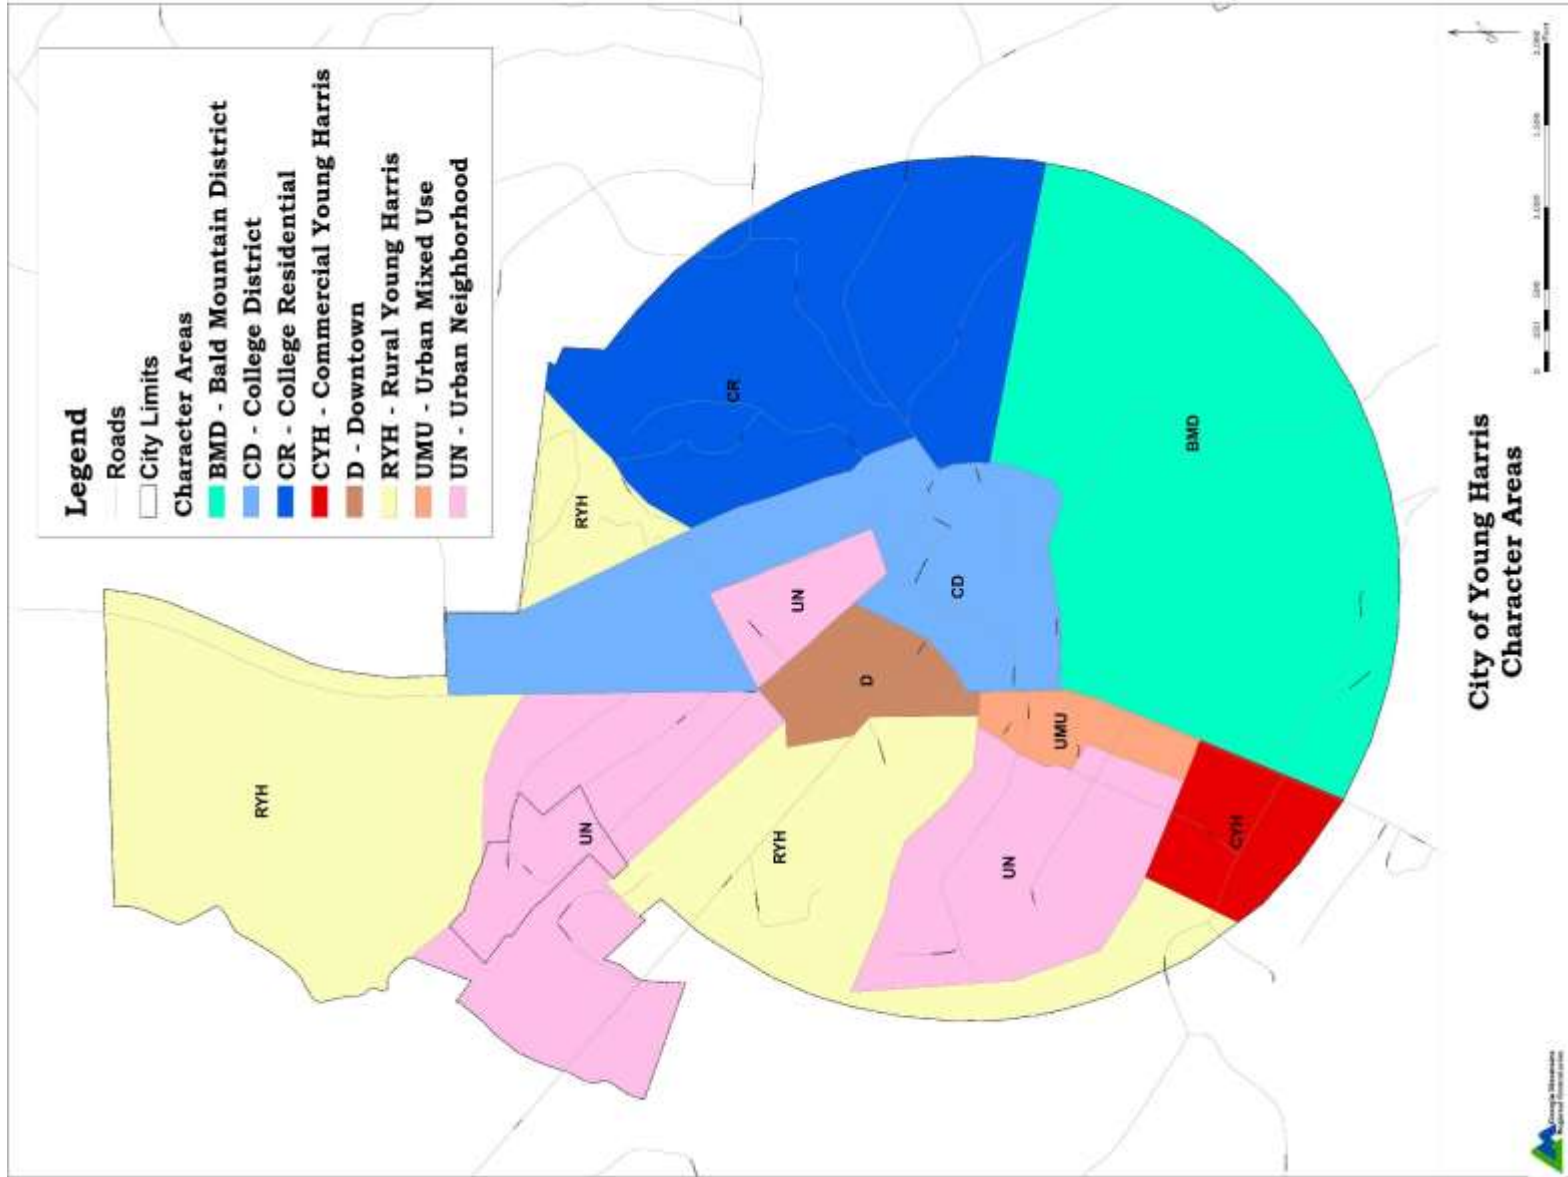 Legend
Roads
City Limits
Character Areas
BMD - Bald Mountain District
CD - College District
CR - College Residential
CYH - Commercial Young Harris
D - Downtown
RYH - Rural Young Harris
UMU - Urban Mixed Use
UN - Urban Neighborhood
CR
RYH
BMD
UN
CD
D
UMU
RYH
UN
RYH
CYH
UN
City of Young Harris
Character Areas